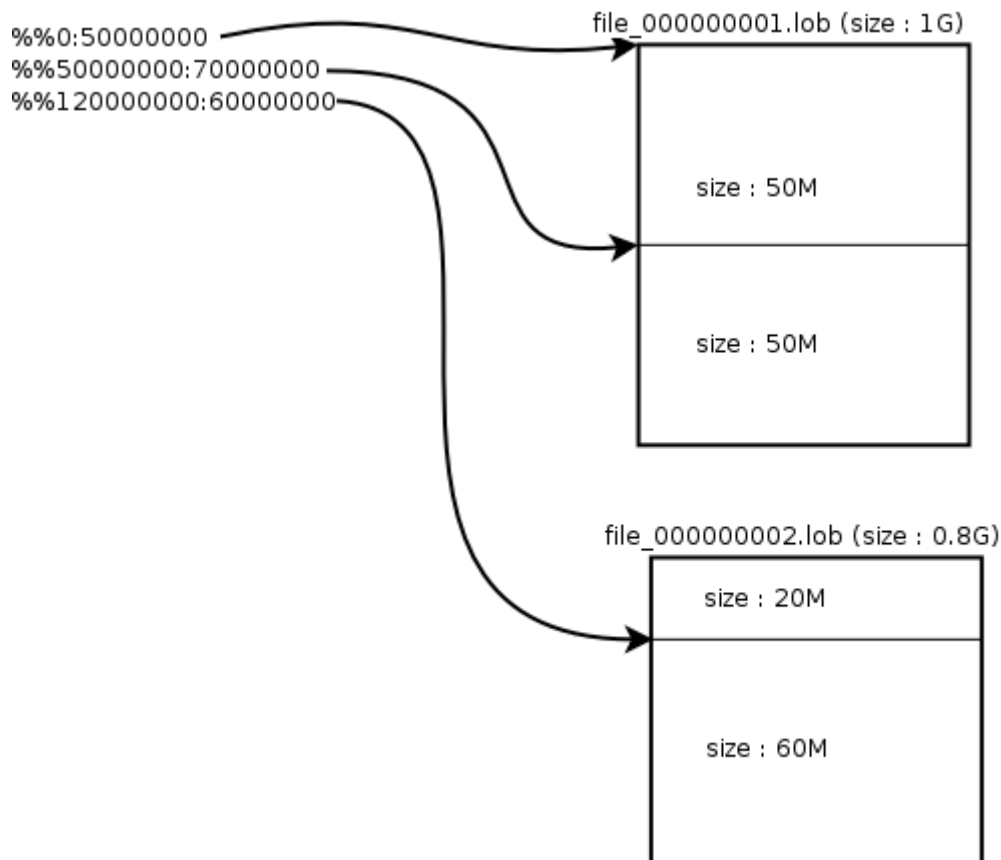 %%0:50000000
%%50000000:70000000
%%120000000:60000000
file_000000001.lob (size : 1G)
size : 50M
size : 50M
file_000000002.lob (size : 0.8G)
size : 20M
size : 60M